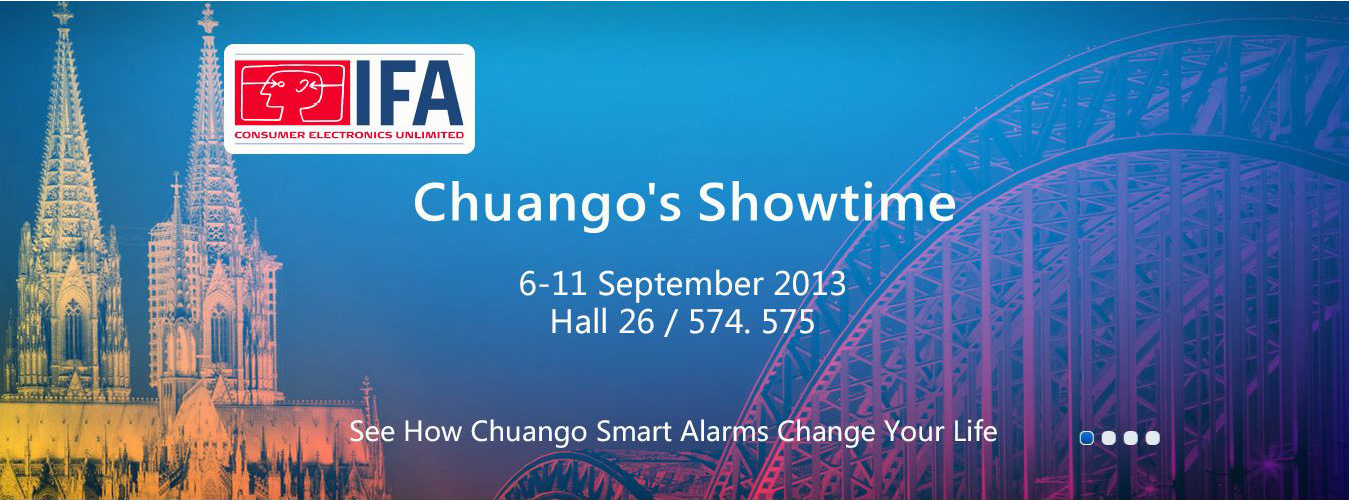 IFA
CONSUMER ELECTRONICS UNLIMITED
Chuango's Showtime
6-11 September 2013
Hall 26 / 574. 575
See How Chuango Smart Alarms Change Your Life